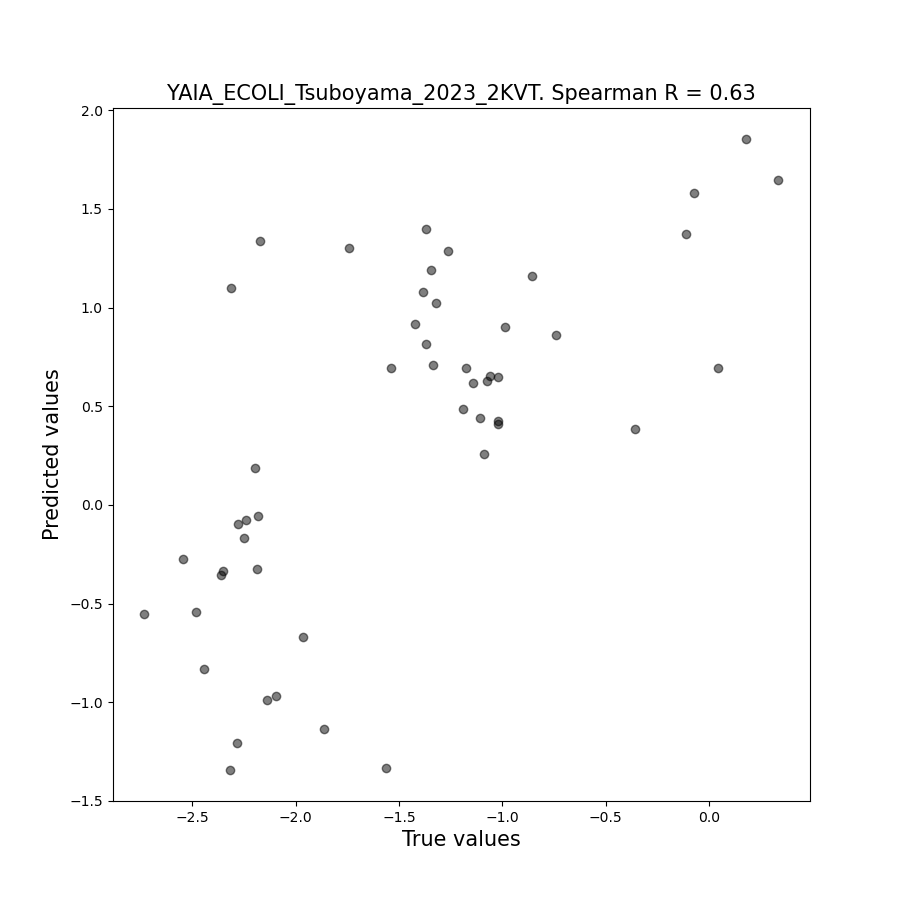 YAIA_ECOLI_Tsuboyama_2023_2KVT. Spearman R = 0.63
2.0
1.5
1.0
0.5
0.0
−0.5
−1.0
−1.5
Predicted values
−2.5 −2.0 −1.5 −1.0 −0.5 0.0
True values